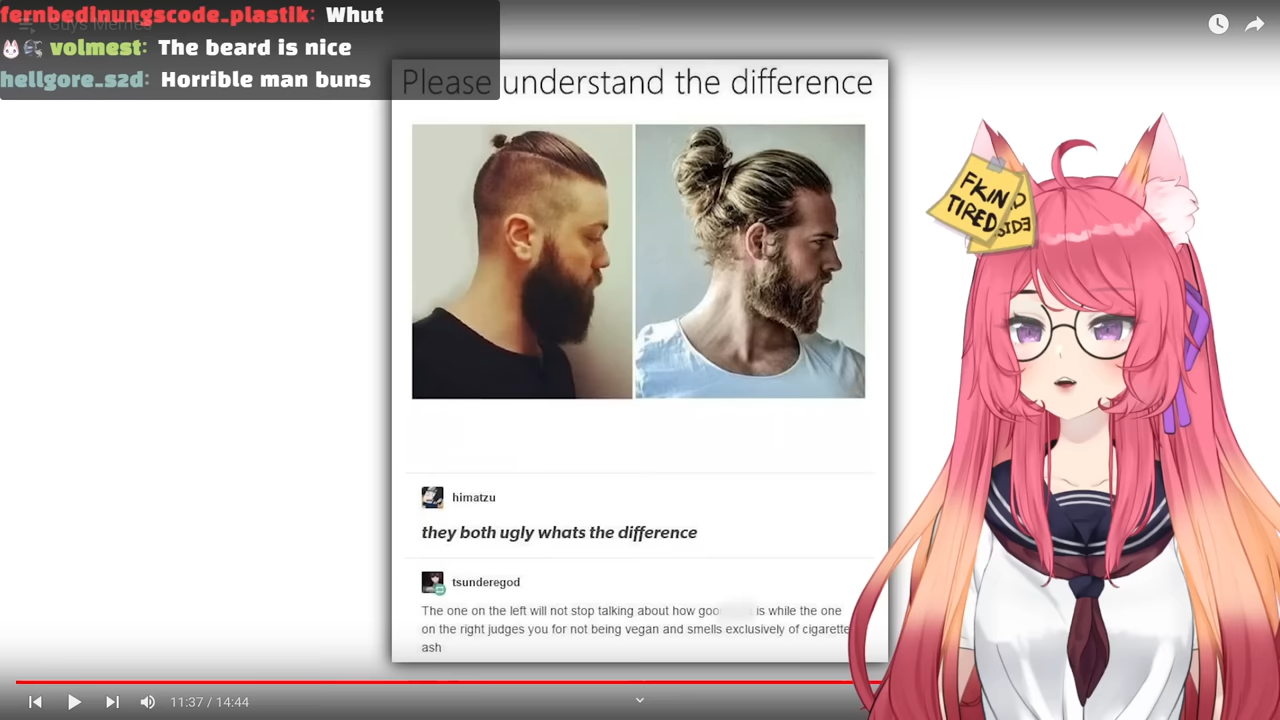 fernbedinungscode_plastik: Whut
volmest: The beard is nice
hellgore_s2d: Horrible man buns
Please understand the difference
FKIN
TIRED
SIDE
himatzu
they both ugly whats the difference
tsunderegod
The one on the left will not stop talking about how is while the one
on the right judges you for not being vegan and smells exclusively of cigarette
ash
11:37 / 14:44